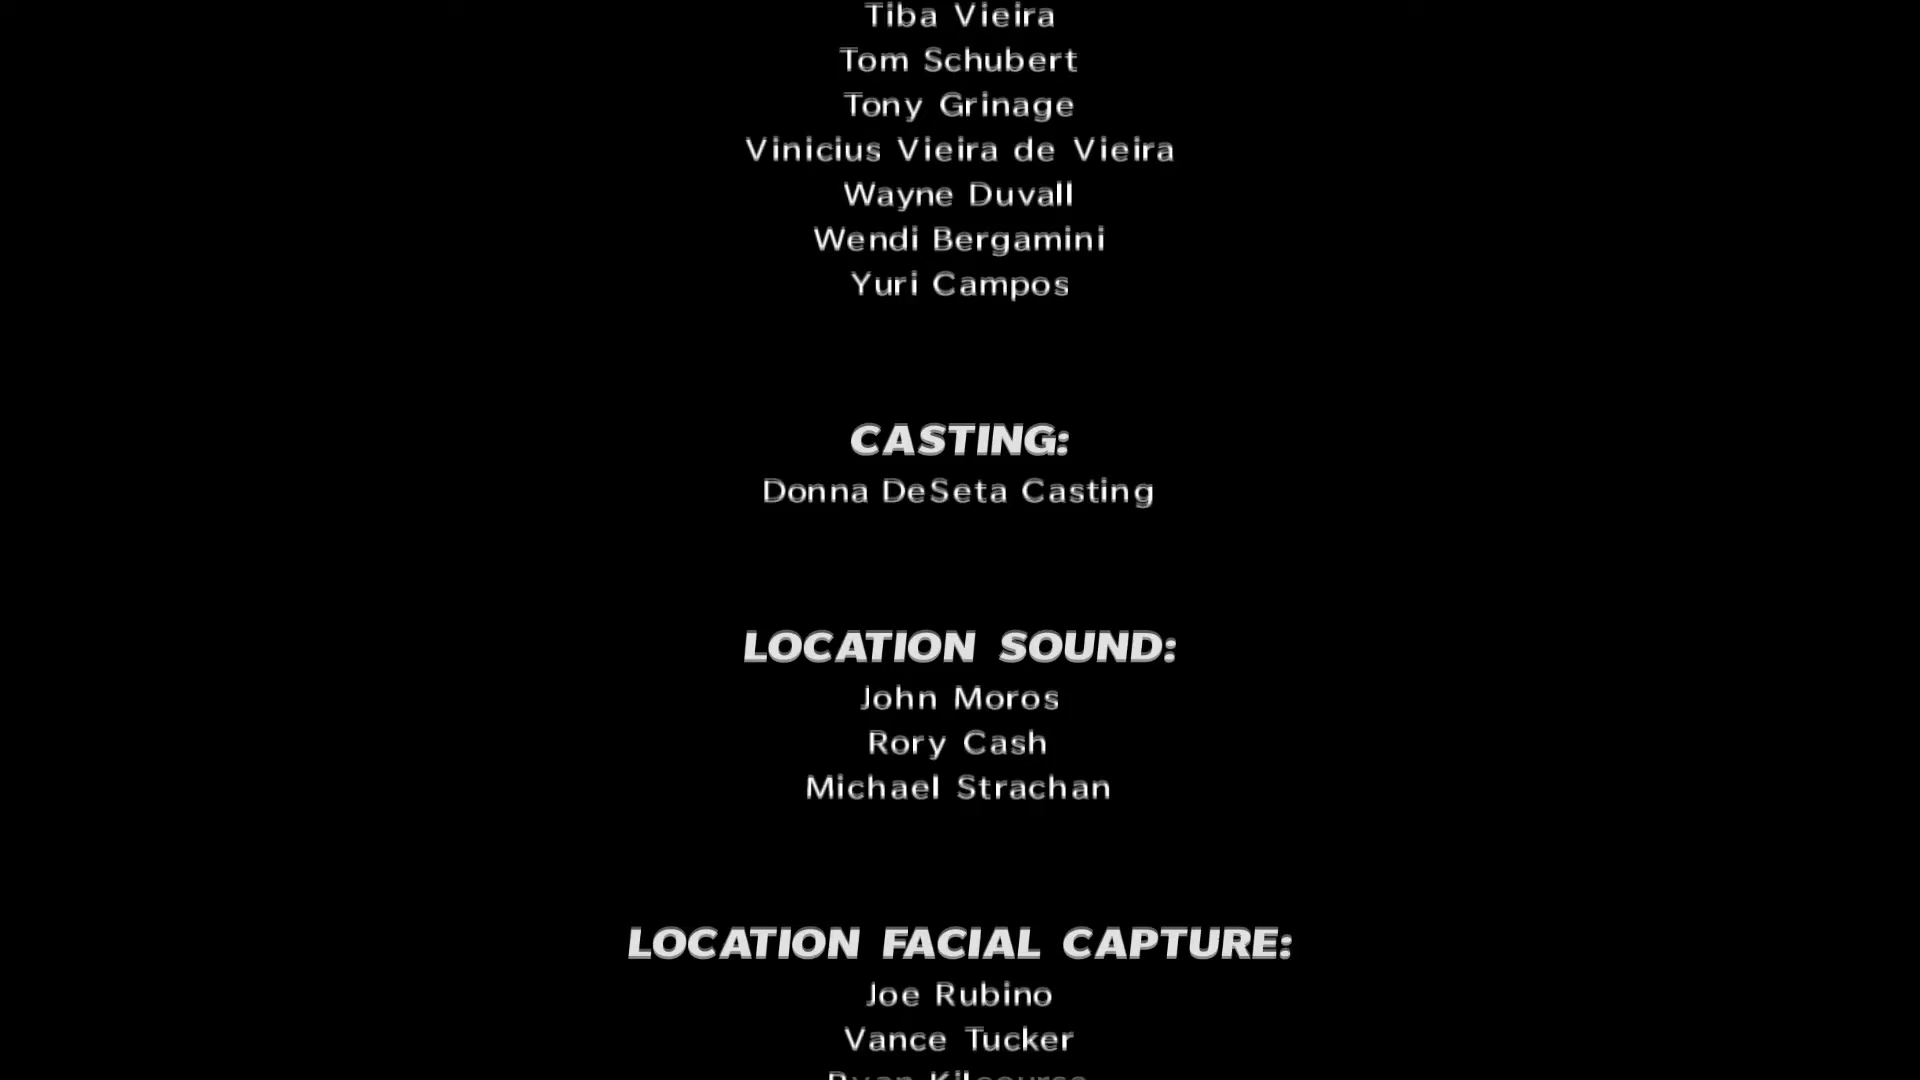 Tiba Vieira
Tom Schubert
Tony Grinage
Vinicius Vieira de Vieira
Wayne Duvall
Wendi Bergamini
Yuri Campos
CASTING:
Donna DeSeta Casting
LOCATION SOUND:
John Moros
Rory Cash
Michael Strachan
LOCATION FACIAL CAPTURE:
Joe Rubino
Vance Tucker